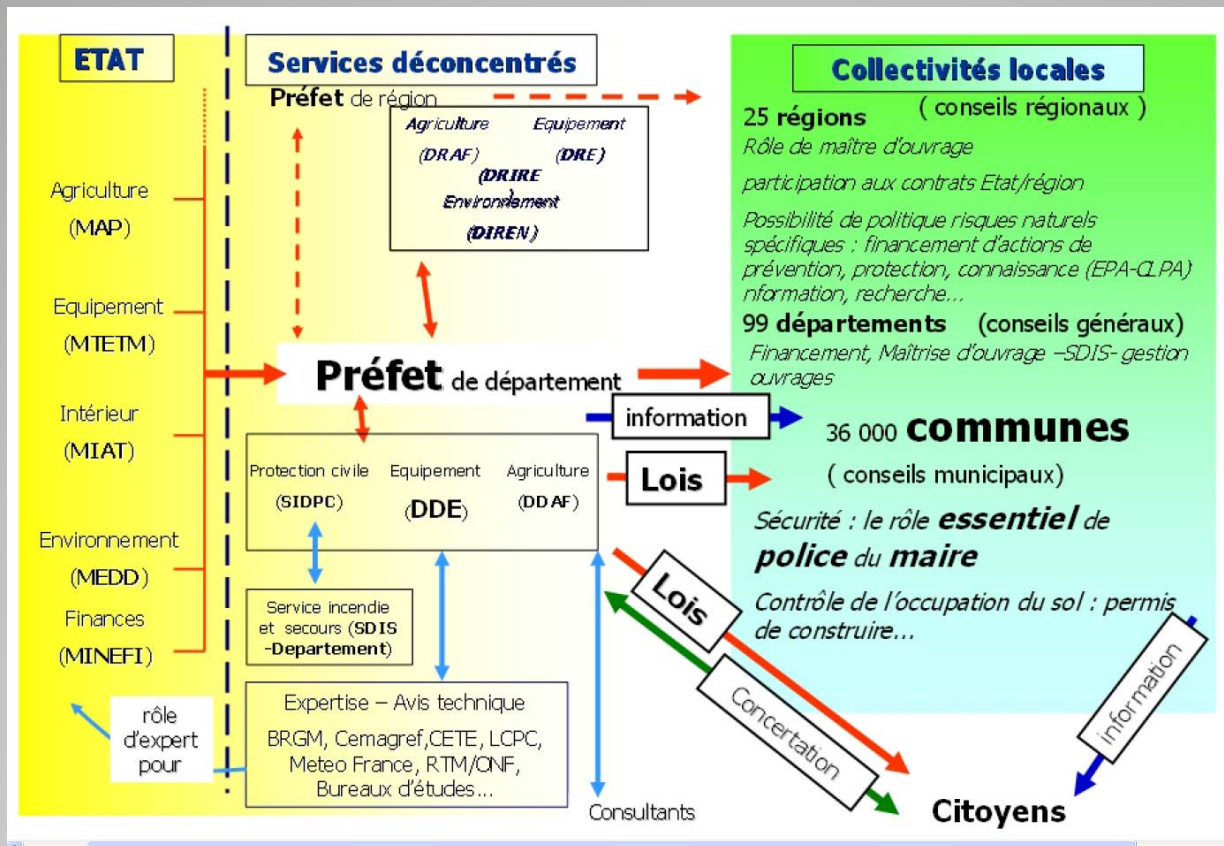 ETAT
Agriculture
(MAP)
Equipement
(MTETM)
Intérieur
(MIAT)
Environnement
(MEDD)
Finances
(MINEFI)
rôle
d'expert
pour
Services déconcentrés
Préfet de région
Agriculture Equipement
(DRAF) (DRE)
(DRIRE
)
Environnement
(DIREN)
Préfet de département
Protection civile Equipement Agriculture
(SIDPC) (DDE) (DDAF)
Service incendie
et secours (SDIS
-Departement)
Expertise – Avis technique
BRGM, Cemagref,CETE, LCPC,
Meteo France, RTM/ONF,
Bureaux d'études...
Consultants
information
Lois
Lois
Concertation
Collectivités locales
25 régions ( conseils régionaux )
Rôle de maître d'ouvrage
participation aux contrats Etat/région
Possibilité de politique risques naturels
spécifiques : financement d'actions de
prévention, protection, connaissance (EPA-CLPA)
nformation, recherche...
99 départements (conseils généraux)
Financement, Maîtrise d'ouvrage –SDIS- gestion
ouvrages
36 000 communes
( conseils municipaux)
Sécurité : le rôle essentiel de
police du maire
Contrôle de l'occupation du sol : permis
de construire...
information
Citoyens